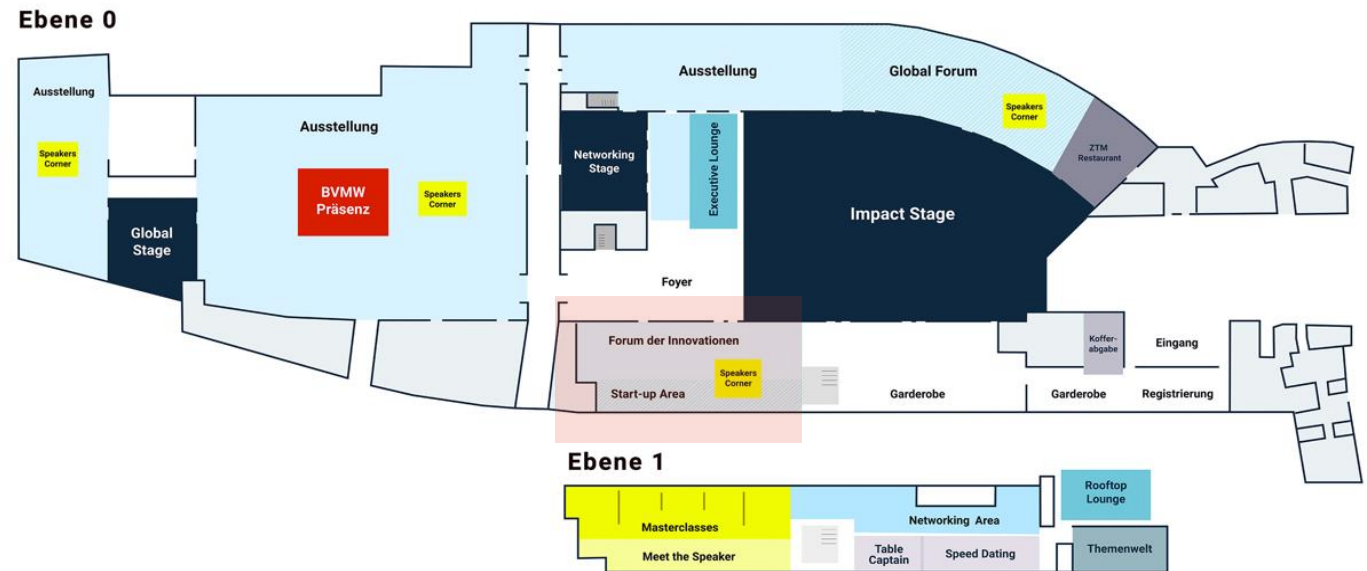 Ebene 0
Ausstellung
Speakers
Corner
Global
Stage
Ausstellung
BVMW
Präsenz
Speakers
Corner
Ausstellung
Global Forum
Speakers
Corner
ZTM
Restaurant
Networking
Stage
Executive Lounge
Impact Stage
Foyer
Forum der Innovationen
Speakers
Corner
Start-up Area
Garderobe
Koffer-
abgabe
Eingang
Garderobe
Registrierung
Ebene 1
Masterclasses
Meet the Speaker
Networking Area
Table
Captain
Speed Dating
Rooftop
Lounge
Themenwelt